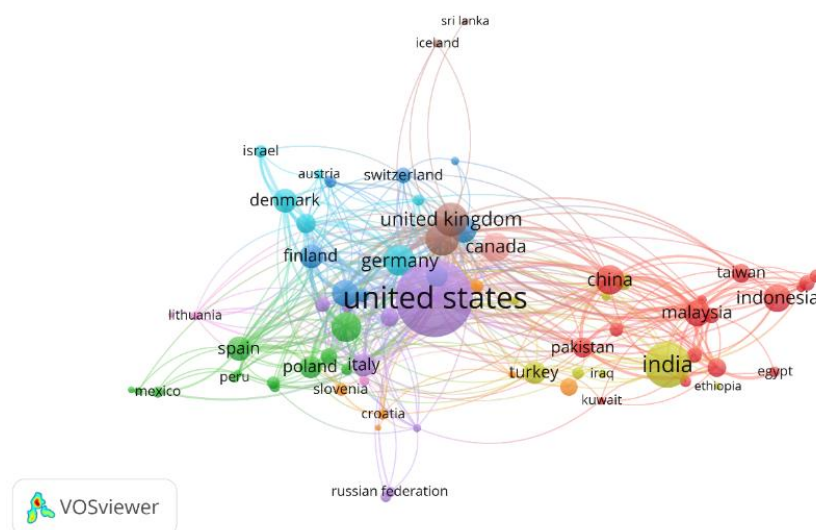 sri lanka
iceland
israel
austria
switzerland
denmark
united kingdom
finland
germany
canada
china
taiwan
united states
indonesia
malaysia
lithuania
spain
poland
italy
pakistan
india
peru
turkey
iraq
egypt
mexico
slovenia
ethiopia
kuwait
croatia
russian federation
VOSviewer